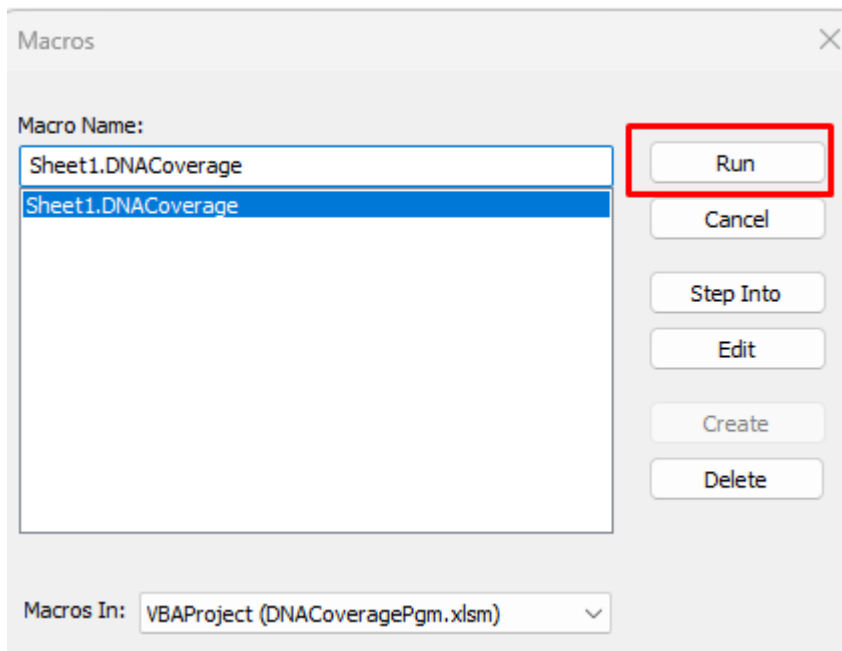 Macros
Macro Name:
Sheet1.DNACoverage
Sheet1.DNACoverage
Run
Cancel
Step Into
Edit
Create
Delete
Macros In: VBAProject (DNACoveragePgm.xlsm)